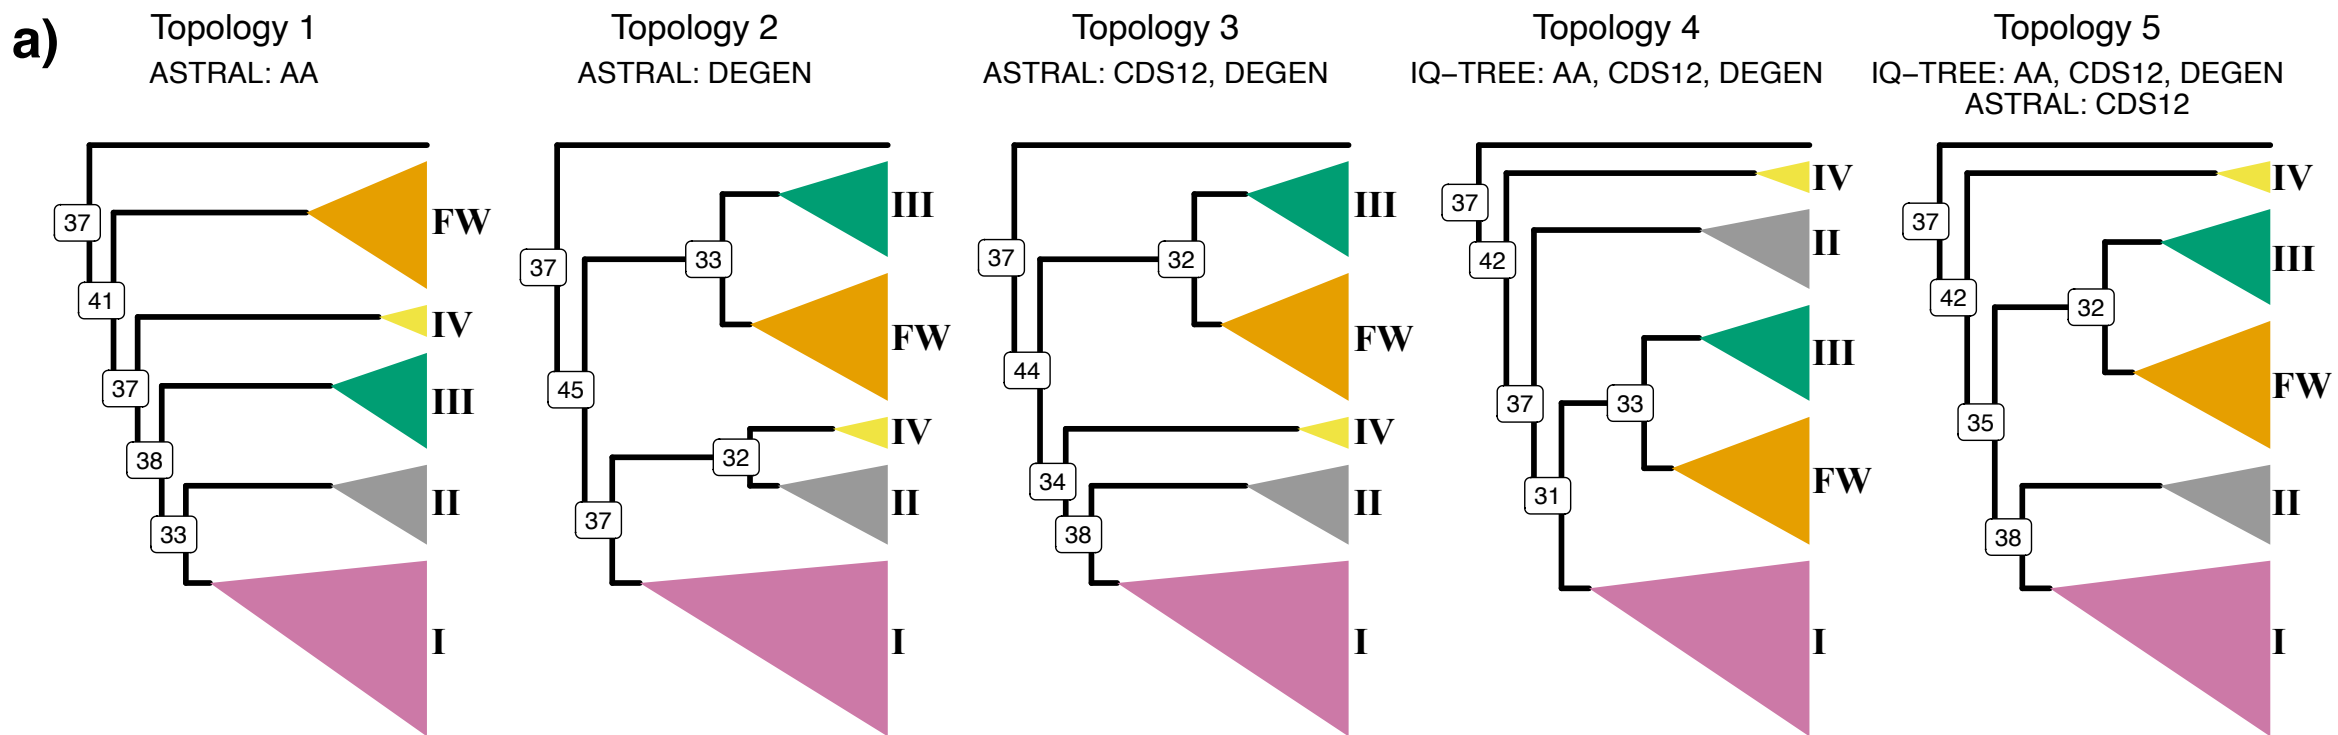 a)
Topology 1
ASTRAL: AA
37
FW
41
IV
37
III
38
II
33
I
Topology 2
ASTRAL: DEGEN
III
33
37
FW
45
IV
32
II
37
I
Topology 3
ASTRAL: CDS12, DEGEN
III
37
32
FW
44
IV
34
II
38
I
Topology 4
IQ−TREE: AA, CDS12, DEGEN
IV
37
II
42
III
37
33
FW
31
I
Topology 5
IQ−TREE: AA, CDS12, DEGEN
ASTRAL: CDS12
IV
37
III
42
32
FW
35
II
38
I